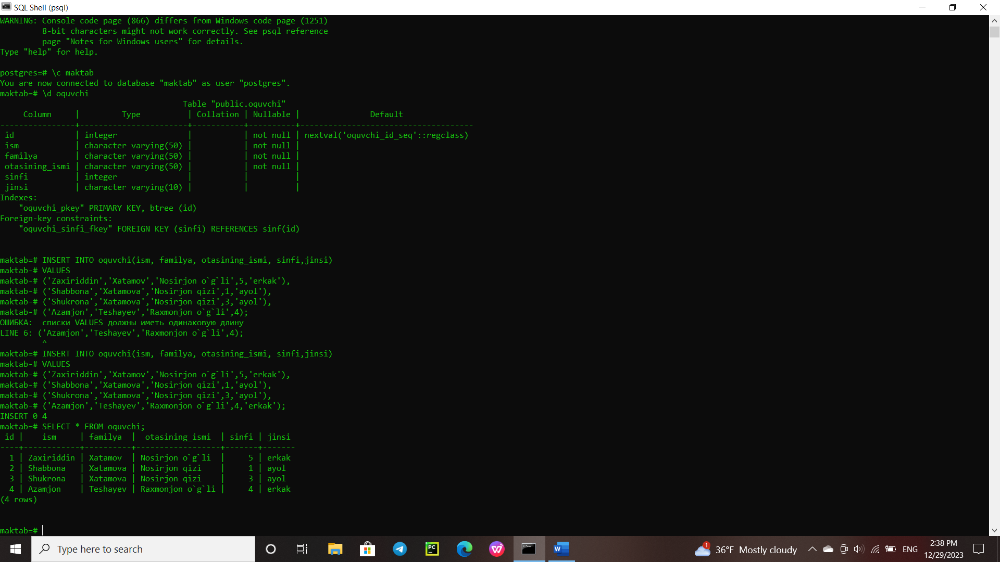 SQL Shell (psql)
WARNING: Console code page (866) differs from Windows code page (1251)
         8-bit characters might not work correctly. See psql reference
         page "Notes for Windows users" for details.
Type "help" for help.
postgres=# \c maktab
You are now connected to database "maktab" as user "postgres".
maktab=# \d oquvchi
                                       Table "public.oquvchi"
     Column     |         Type          | Collation | Nullable |               Default
----------------+-----------------------+-----------+----------+-------------------------------------
 id             | integer               |           | not null | nextval('oquvchi_id_seq'::regclass)
 ism            | character varying(50) |           | not null |
 familya        | character varying(50) |           | not null |
 otasining_ismi | character varying(50) |           | not null |
 sinfi          | integer               |           |          |
 jinsi          | character varying(10) |           |          |
Indexes:
    "oquvchi_pkey" PRIMARY KEY, btree (id)
Foreign-key constraints:
    "oquvchi_sinfi_fkey" FOREIGN KEY (sinfi) REFERENCES sinf(id)
maktab=# INSERT INTO oquvchi(ism, familya, otasining_ismi, sinfi,jinsi)
maktab-# VALUES
maktab-# ('Zaxiriddin','Xatamov','Nosirjon o`g`li',5,'erkak'),
maktab-# ('Shabbona','Xatamova','Nosirjon qizi',1,'ayol'),
maktab-# ('Shukrona','Xatamova','Nosirjon qizi',3,'ayol'),
maktab-# ('Azamjon','Teshayev','Raxmonjon o`g`li',4);
ОШИБКА:  списки VALUES должны иметь одинаковую длину
LINE 6: ('Azamjon','Teshayev','Raxmonjon o`g`li',4);
         ^
maktab=# INSERT INTO oquvchi(ism, familya, otasining_ismi, sinfi,jinsi)
maktab-# VALUES
maktab-# ('Zaxiriddin','Xatamov','Nosirjon o`g`li',5,'erkak'),
maktab-# ('Shabbona','Xatamova','Nosirjon qizi',1,'ayol'),
maktab-# ('Shukrona','Xatamova','Nosirjon qizi',3,'ayol'),
maktab-# ('Azamjon','Teshayev','Raxmonjon o`g`li',4,'erkak');
INSERT 0 4
maktab=# SELECT * FROM oquvchi;
 id |    ism     | familya  |  otasining_ismi  | sinfi | jinsi
----+------------+----------+------------------+-------+-------
  1 | Zaxiriddin | Xatamov  | Nosirjon o`g`li  |     5 | erkak
  2 | Shabbona   | Xatamova | Nosirjon qizi    |     1 | ayol
  3 | Shukrona   | Xatamova | Nosirjon qizi    |     3 | ayol
  4 | Azamjon    | Teshayev | Raxmonjon o`g`li |     4 | erkak
(4 rows)
maktab=#
Type here to search
PC
W
1
36°F Mostly cloudy
ENG
2:38 PM
12/29/2023